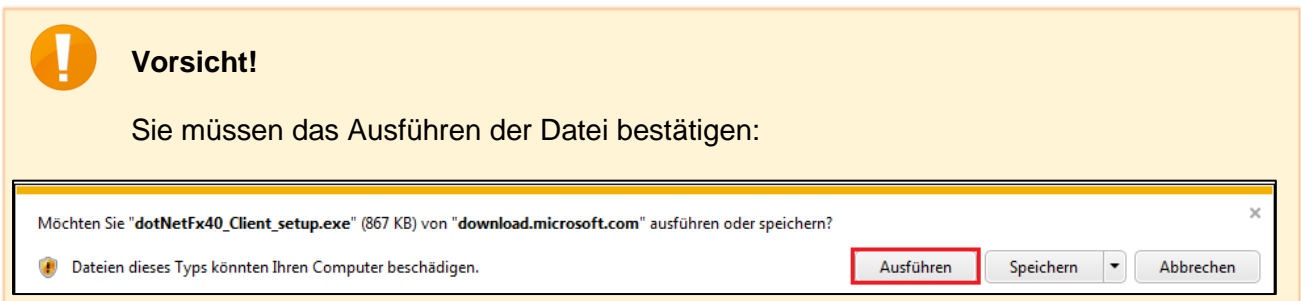 Vorsicht!
Sie müssen das Ausführen der Datei bestätigen:
Möchten Sie "dotNetFx40_Client_setup.exe" (867 KB) von "download.microsoft.com" ausführen oder speichern?
Dateien dieses Typs könnten Ihren Computer beschädigen. Ausführen Speichern Abbrechen